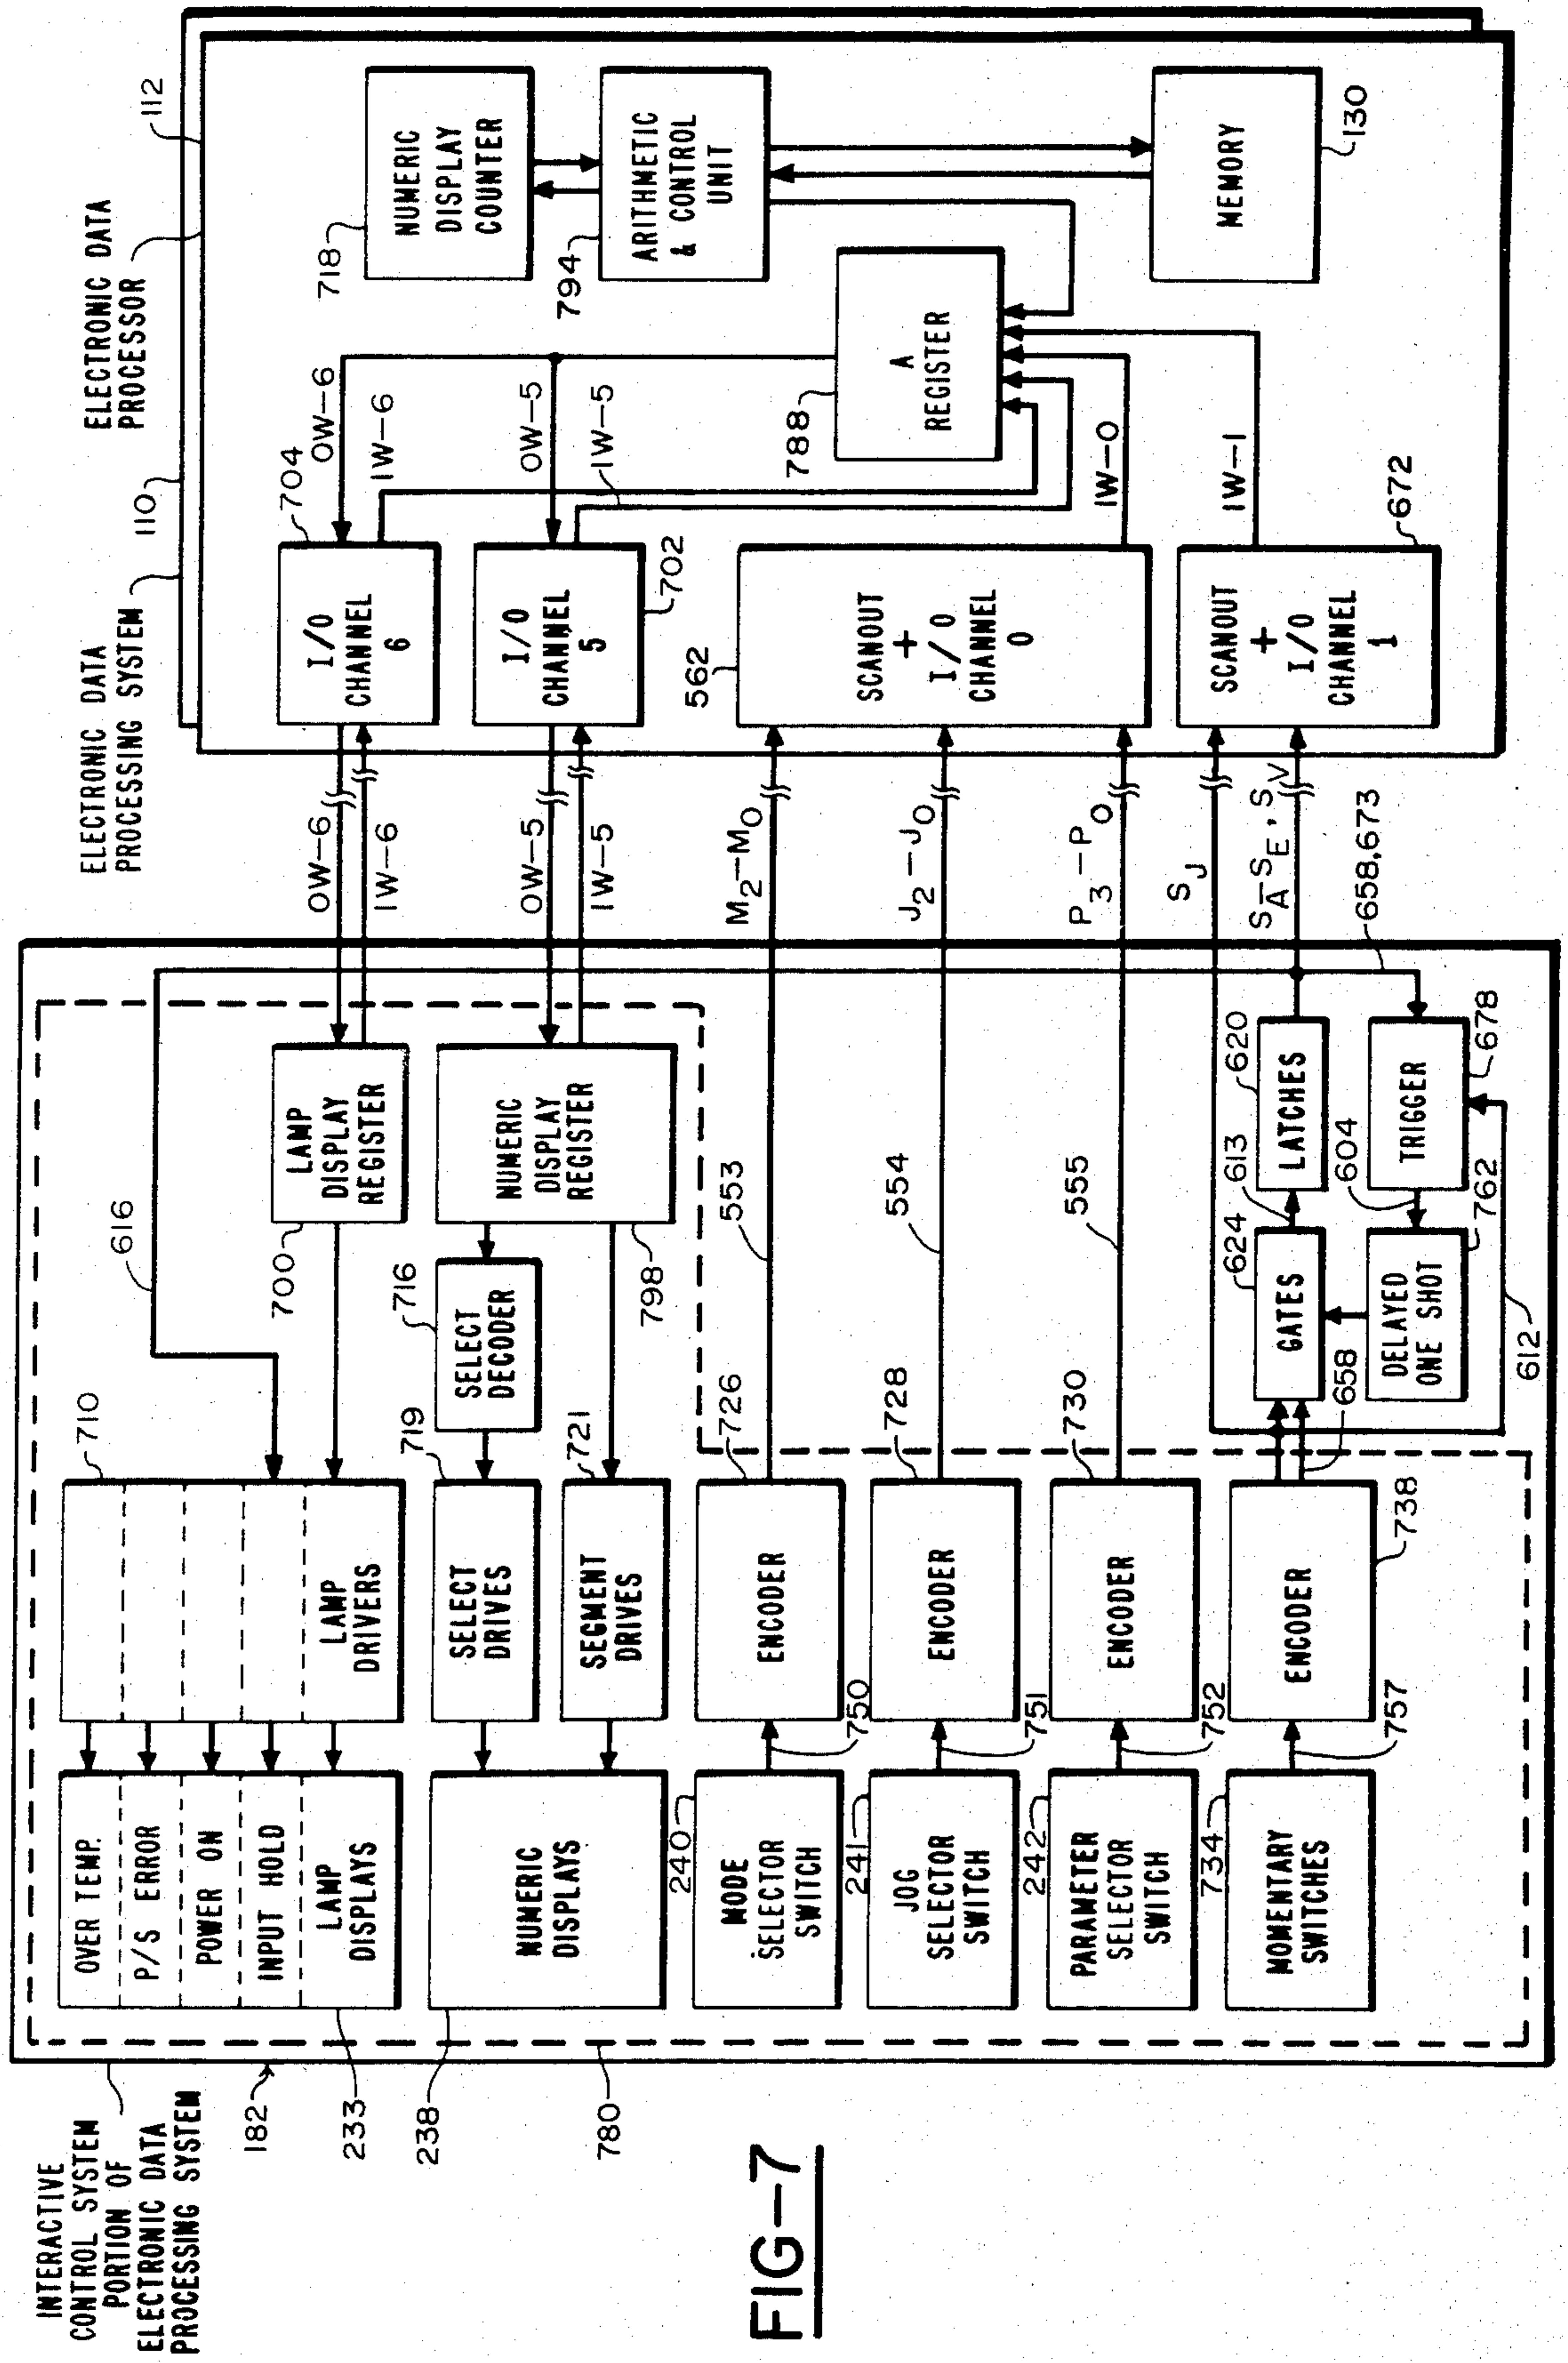 INTERACTIVE
CONTROL SYSTEM
PORTION OF
ELECTRONIC DATA
PROCESSING SYSTEM
182
233
238
780
OVER TEMP.
P/S ERROR
POWER ON
INPUT HOLD
LAMP
DISPLAYS
710
LAMP
DRIVERS
616
700
LAMP
DISPLAY
REGISTER
NUMERIC
DISPLAYS
719
SELECT
DRIVES
721
SEGMENT
DRIVES
716
SELECT
DECODER
798
NUMERIC
DISPLAY
REGISTER
240
MODE
SELECTOR
SWITCH
750
726
ENCODER
553
241
JOG
SELECTOR
SWITCH
751
728
ENCODER
554
242
PARAMETER
SELECTOR
SWITCH
752
730
ENCODER
555
734
MOMENTARY
SWITCHES
757
738
ENCODER
658
624
GATES
613
620
LATCHES
DELAYED
ONE SHOT
762
604
TRIGGER
678
612
658,673
OW-6
IW-6
OW-5
IW-5
M2-M0
J2-J0
P3-P0
SJ
SA-SE, SV
ELECTRONIC DATA
PROCESSING SYSTEM
110
ELECTRONIC DATA
PROCESSOR
112
704
I/O
CHANNEL
6
702
I/O
CHANNEL
5
562
SCANOUT
+
I/O
CHANNEL
0
672
SCANOUT
+
I/O
CHANNEL
1
OW-6
IW-6
OW-5
IW-5
IW-0
IW-1
788
A
REGISTER
718
NUMERIC
DISPLAY
COUNTER
794
ARITHMETIC
& CONTROL
UNIT
MEMORY
130
FIG-7